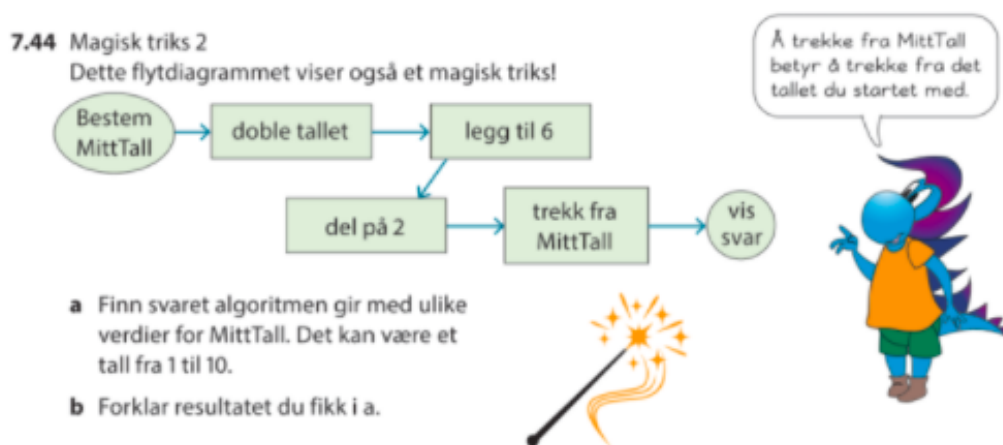 7.44 Magisk triks 2
Dette flytdiagrammet viser også et magisk triks!
Å trekke fra MittTall
betyr å trekke fra det
tallet du startet med.
Bestem
MittTall
doble tallet
legg til 6
del på 2
trekk fra
MittTall
vis
svar
a Finn svaret algoritmen gir med ulike
verdier for MittTall. Det kan være et
tall fra 1 til 10.
b Forklar resultatet du fikk i a.